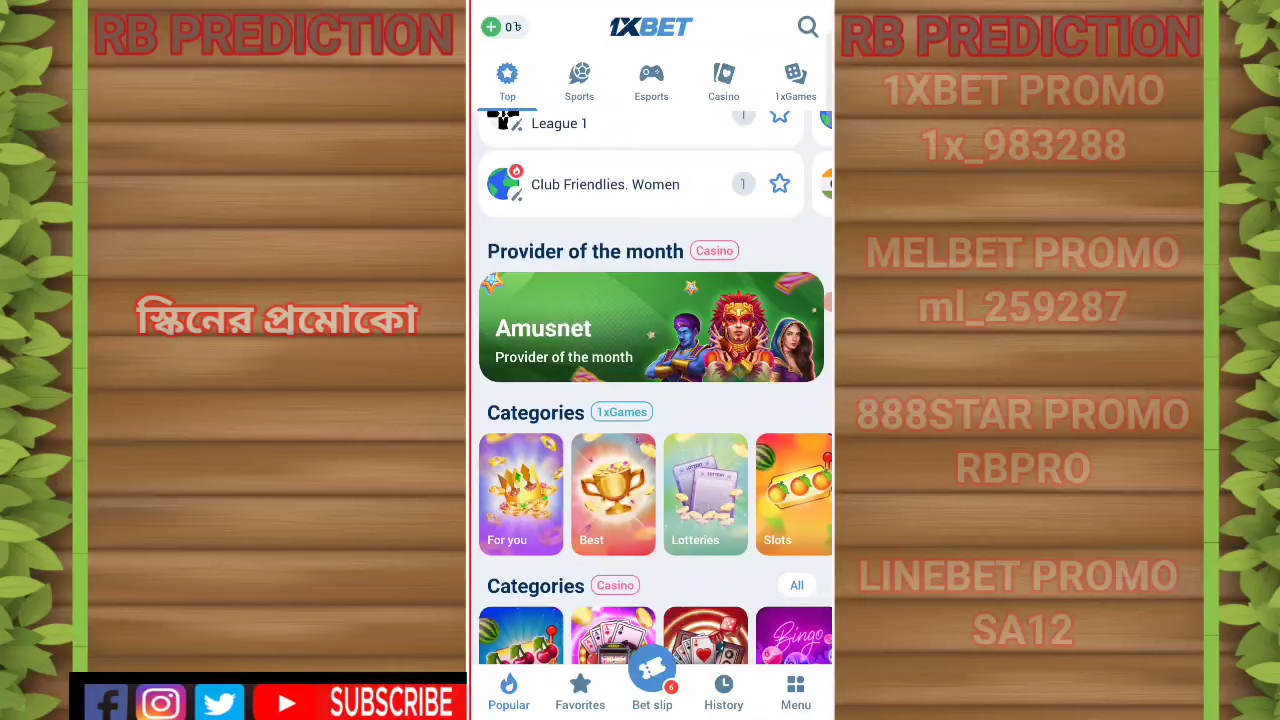 RB PREDICTION
স্কিনের প্রমোকো
SUBSCRIBE
0 ৳
1XBET
Top
Sports
Esports
Casino
1xGames
League 1
1
Club Friendlies. Women
1
Provider of the month
Casino
Amusnet
Provider of the month
Categories
1xGames
For you
Best
LOTTERY
LOTTERY
Lotteries
Slots
Categories
Casino
All
Bingo
6
Popular
Favorites
Bet slip
History
Menu
RB PREDICTION
1XBET PROMO
1x_983288
MELBET PROMO
ml_259287
888STAR PROMO
RBPRO
LINEBET PROMO
SA12